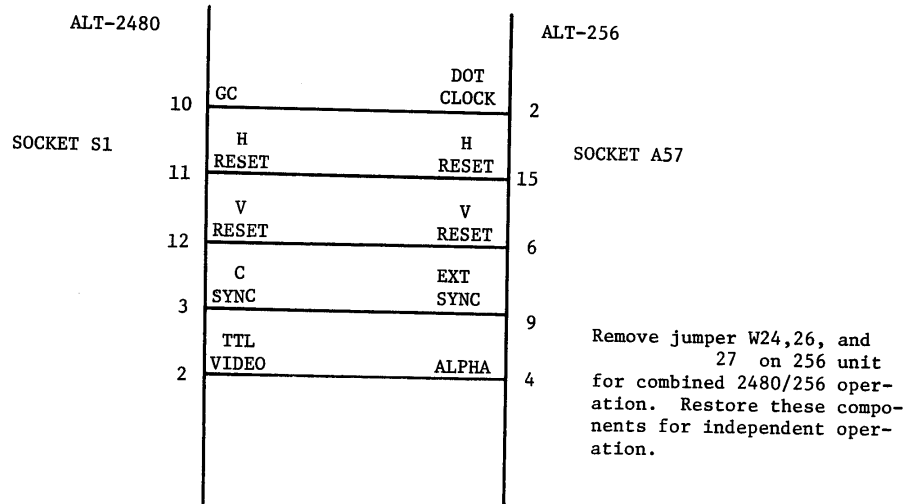 ALT-2480 ALT-256
DOT
GC CLOCK
10 2
SOCKET S1 H H SOCKET A57
RESET RESET
11 15
V V
RESET RESET
12 6
C EXT
SYNC SYNC
3 9
TTL
VIDEO ALPHA
2 4
Remove jumper W24,26, and
27 on 256 unit
for combined 2480/256 oper-
ation. Restore these compo-
nents for independent oper-
ation.